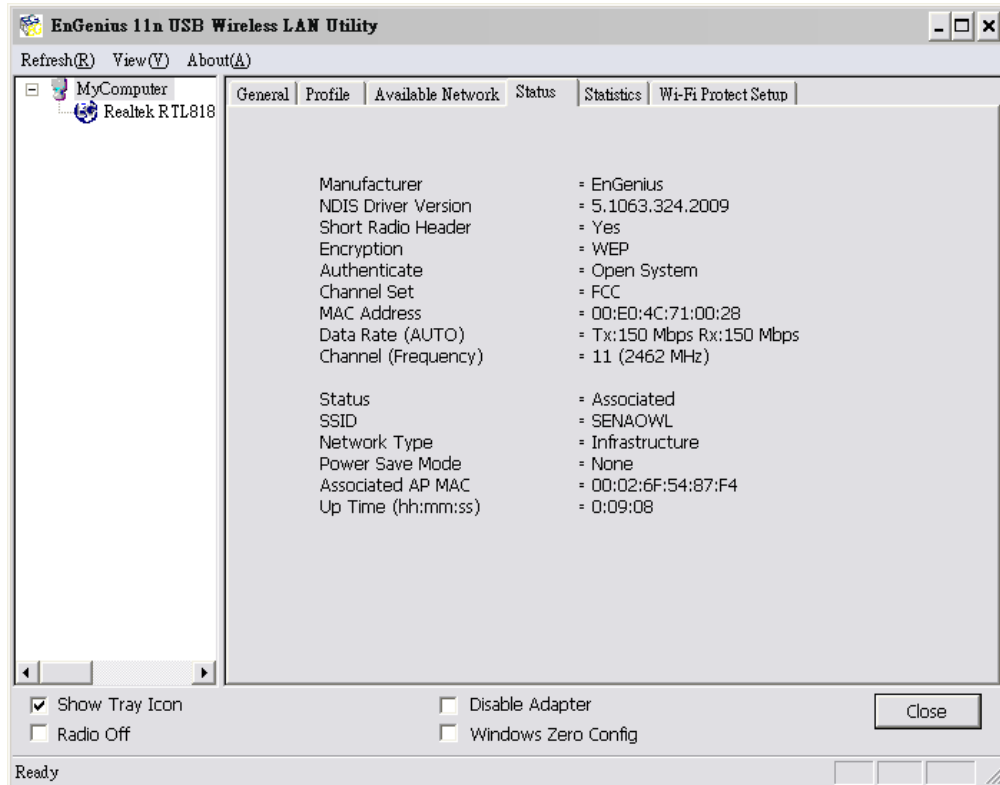 EnGenius 11n USB Wireless LAN Utility
Refresh(R) View(V) About(A)
MyComputer
Realtek RTL818
General Profile Available Network Status Statistics Wi-Fi Protect Setup
Manufacturer = EnGenius
NDIS Driver Version = 5.1063.324.2009
Short Radio Header = Yes
Encryption = WEP
Authenticate = Open System
Channel Set = FCC
MAC Address = 00:E0:4C:71:00:28
Data Rate (AUTO) = Tx:150 Mbps Rx:150 Mbps
Channel (Frequency) = 11 (2462 MHz)
Status = Associated
SSID = SENAOWL
Network Type = Infrastructure
Power Save Mode = None
Associated AP MAC = 00:02:6F:54:87:F4
Up Time (hh:mm:ss) = 0:09:08
Show Tray Icon Disable Adapter Close
Radio Off Windows Zero Config
Ready